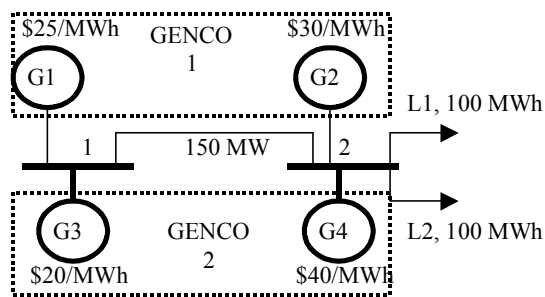 $25/MWh
GENCO
1
$30/MWh
G1
G2
L1, 100 MWh
1
150 MW
2
G3
GENCO
2
G4
L2, 100 MWh
$20/MWh
$40/MWh